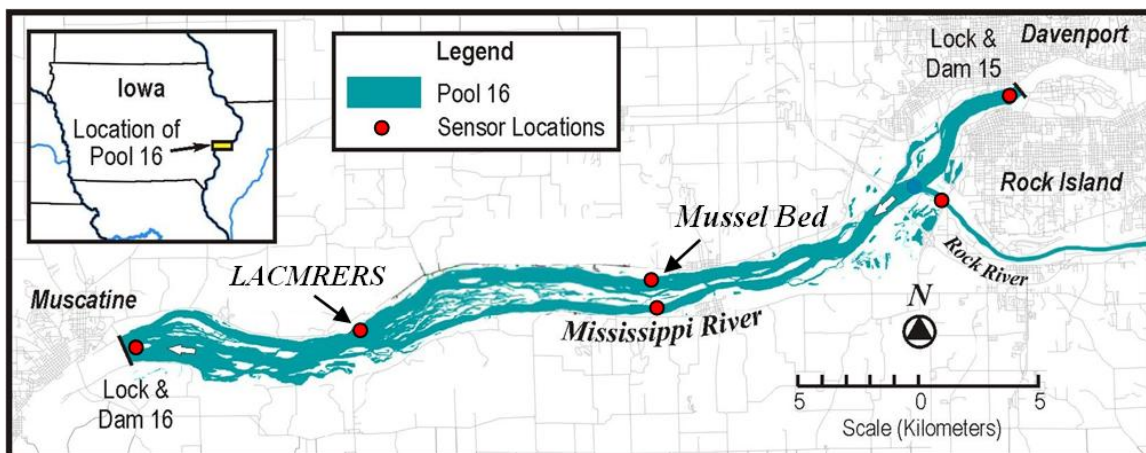 Iowa
Location of
Pool 16
Legend
Pool 16
Sensor Locations
Lock &
Dam 15
Davenport
Rock Island
Rock River
Mussel Bed
LACMRERS
Muscatine
Mississippi River
N
Lock &
Dam 16
5 0 5
Scale (Kilometers)